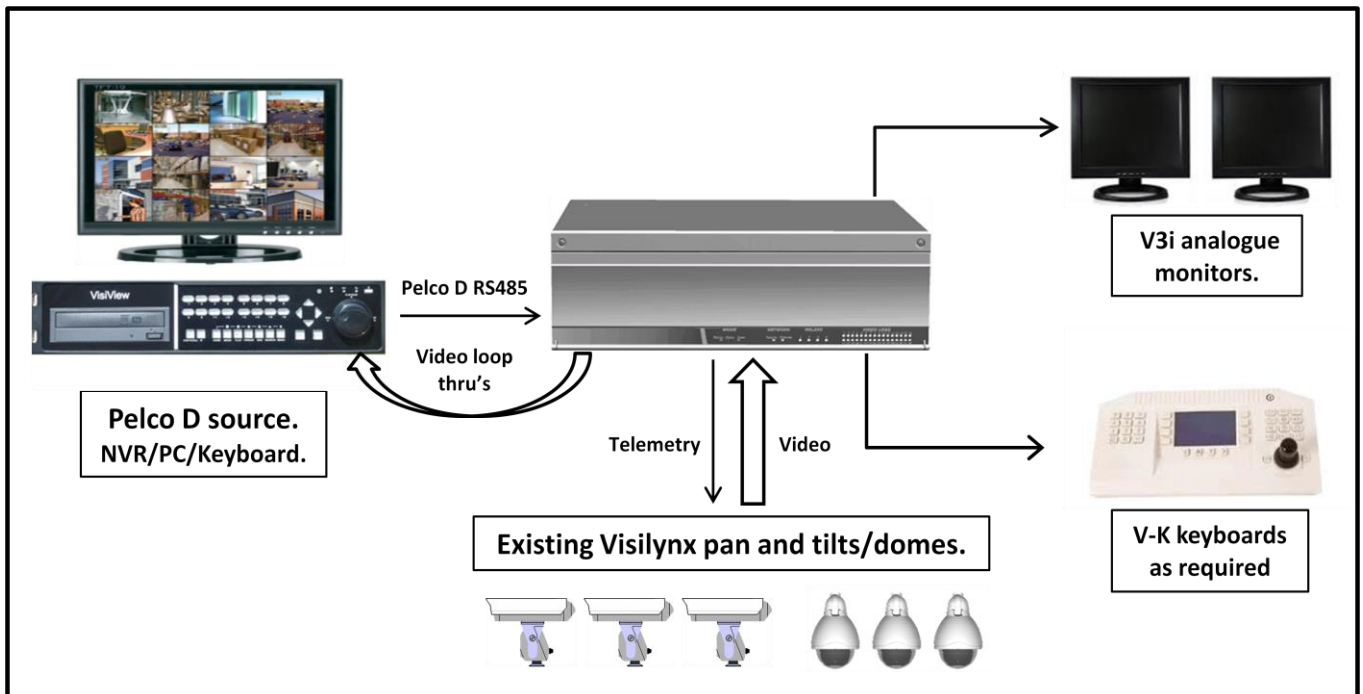 VisiView
Pelco D source.
NVR/PC/Keyboard.
Pelco D RS485
Video loop
thru's
Telemetry
Video
Existing Visilynx pan and tilts/domes.
V3i analogue
monitors.
V-K keyboards
as required